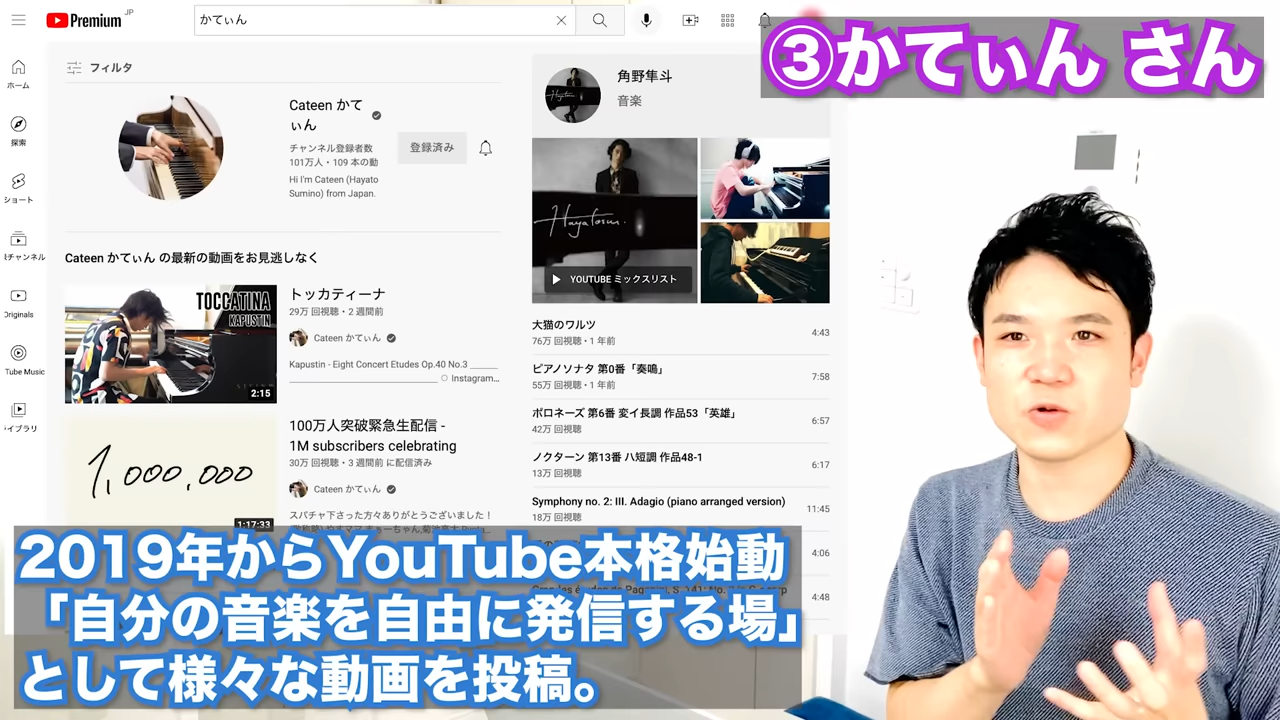 Premium
JP
かてぃん
③かてぃん さん
フィルタ
ホーム
探索
ショート
Originals
Tube Music
イブラリ
Cateen かて
ぃん
チャンネル登録者数
101万人・109 本の動
Hi I'm Cateen (Hayato
Sumino) from Japan.
登録済み
Cateen かてぃん の最新の動画をお見逃しなく
TOCCATINA
KAPUSTIN
2:15
トッカティーナ
29万 回視聴・2 週間前
Cateen かてぃん
Kapustin - Eight Concert Etudes Op.40 No.3
Instagram...
1,000,000
1:17:33
100万人突破緊急生配信 -
1M subscribers celebrating
30万 回視聴・3 週間前 に配信済み
Cateen かてぃん
スパチャ下さった方々ありがとうございました！
角野隼斗
音楽
Hayatosm
YOUTUBE ミックスリスト
大猫のワルツ
76万 回視聴・1 年前
4:43
ピアノソナタ 第0番「奏鳴」
55万 回視聴・1 年前
7:58
ポロネーズ 第6番 変イ長調 作品53「英雄」
42万 回視聴
6:57
ノクターン 第13番 ハ短調 作品48-1
13万 回視聴
6:17
Symphony no. 2: III. Adagio (piano arranged version)
18万 回視聴
11:45
4:06
4:48
2019年からYouTube本格始動
「自分の音楽を自由に発信する場」
として様々な動画を投稿。